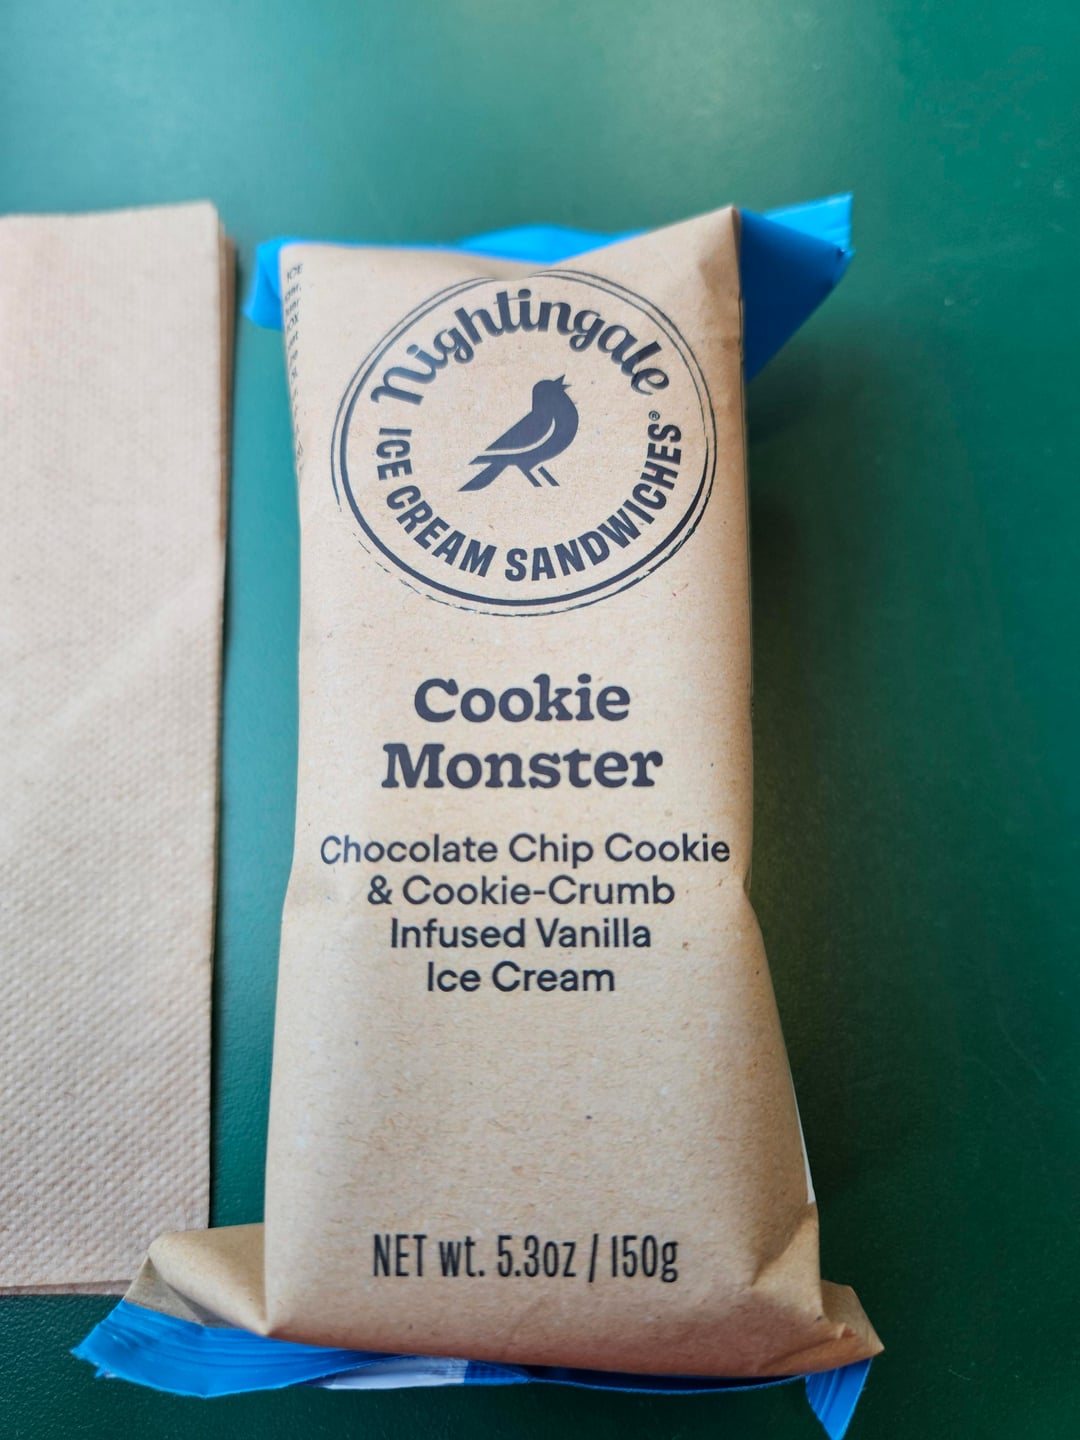 Nightingale
ICE CREAM SANDWICHES®
Cookie
Monster
Chocolate Chip Cookie
& Cookie-Crumb
Infused Vanilla
Ice Cream
NET wt. 5.3oz / 150g